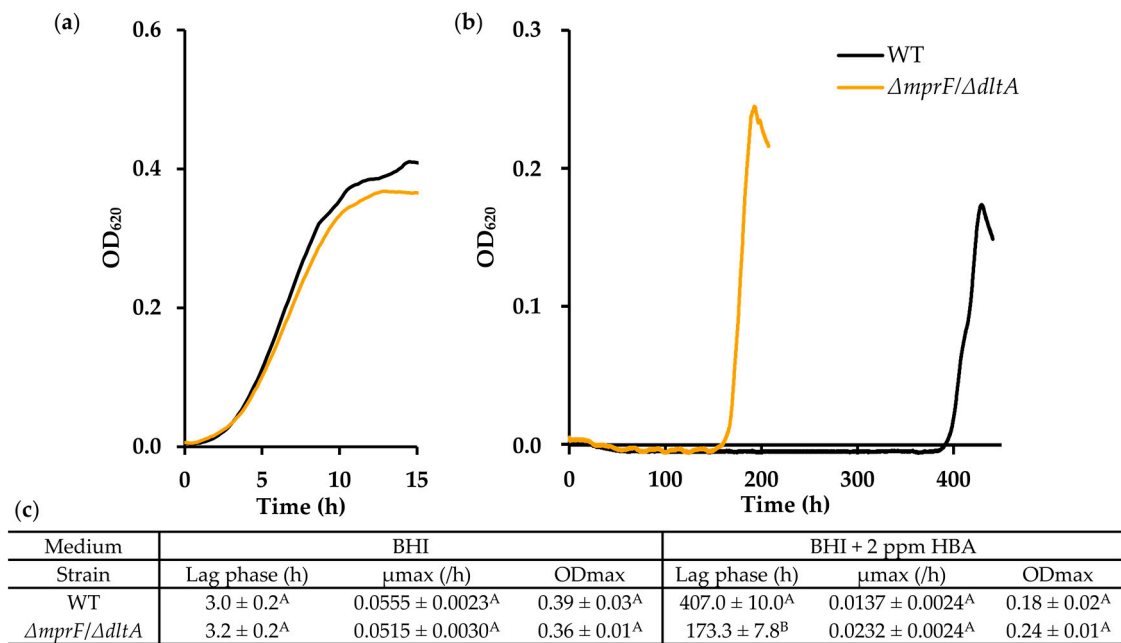 (a)
0.6
0.4
0.2
0.0
OD₆₂₀
0 5 10 15
Time (h)
(b)
0.3
0.2
0.1
0.0
OD₆₂₀
0 100 200 300 400
Time (h)
WT
ΔmprF/ΔdltA
(c)
Medium BHI BHI + 2 ppm HBA
Strain Lag phase (h) μmax (/h) ODmax Lag phase (h) μmax (/h) ODmax
WT 3.0 ± 0.2ᴬ 0.0555 ± 0.0023ᴬ 0.39 ± 0.03ᴬ 407.0 ± 10.0ᴬ 0.0137 ± 0.0024ᴬ 0.18 ± 0.02ᴬ
ΔmprF/ΔdltA 3.2 ± 0.2ᴬ 0.0515 ± 0.0030ᴬ 0.36 ± 0.01ᴬ 173.3 ± 7.8ᴮ 0.0232 ± 0.0024ᴬ 0.24 ± 0.01ᴬ